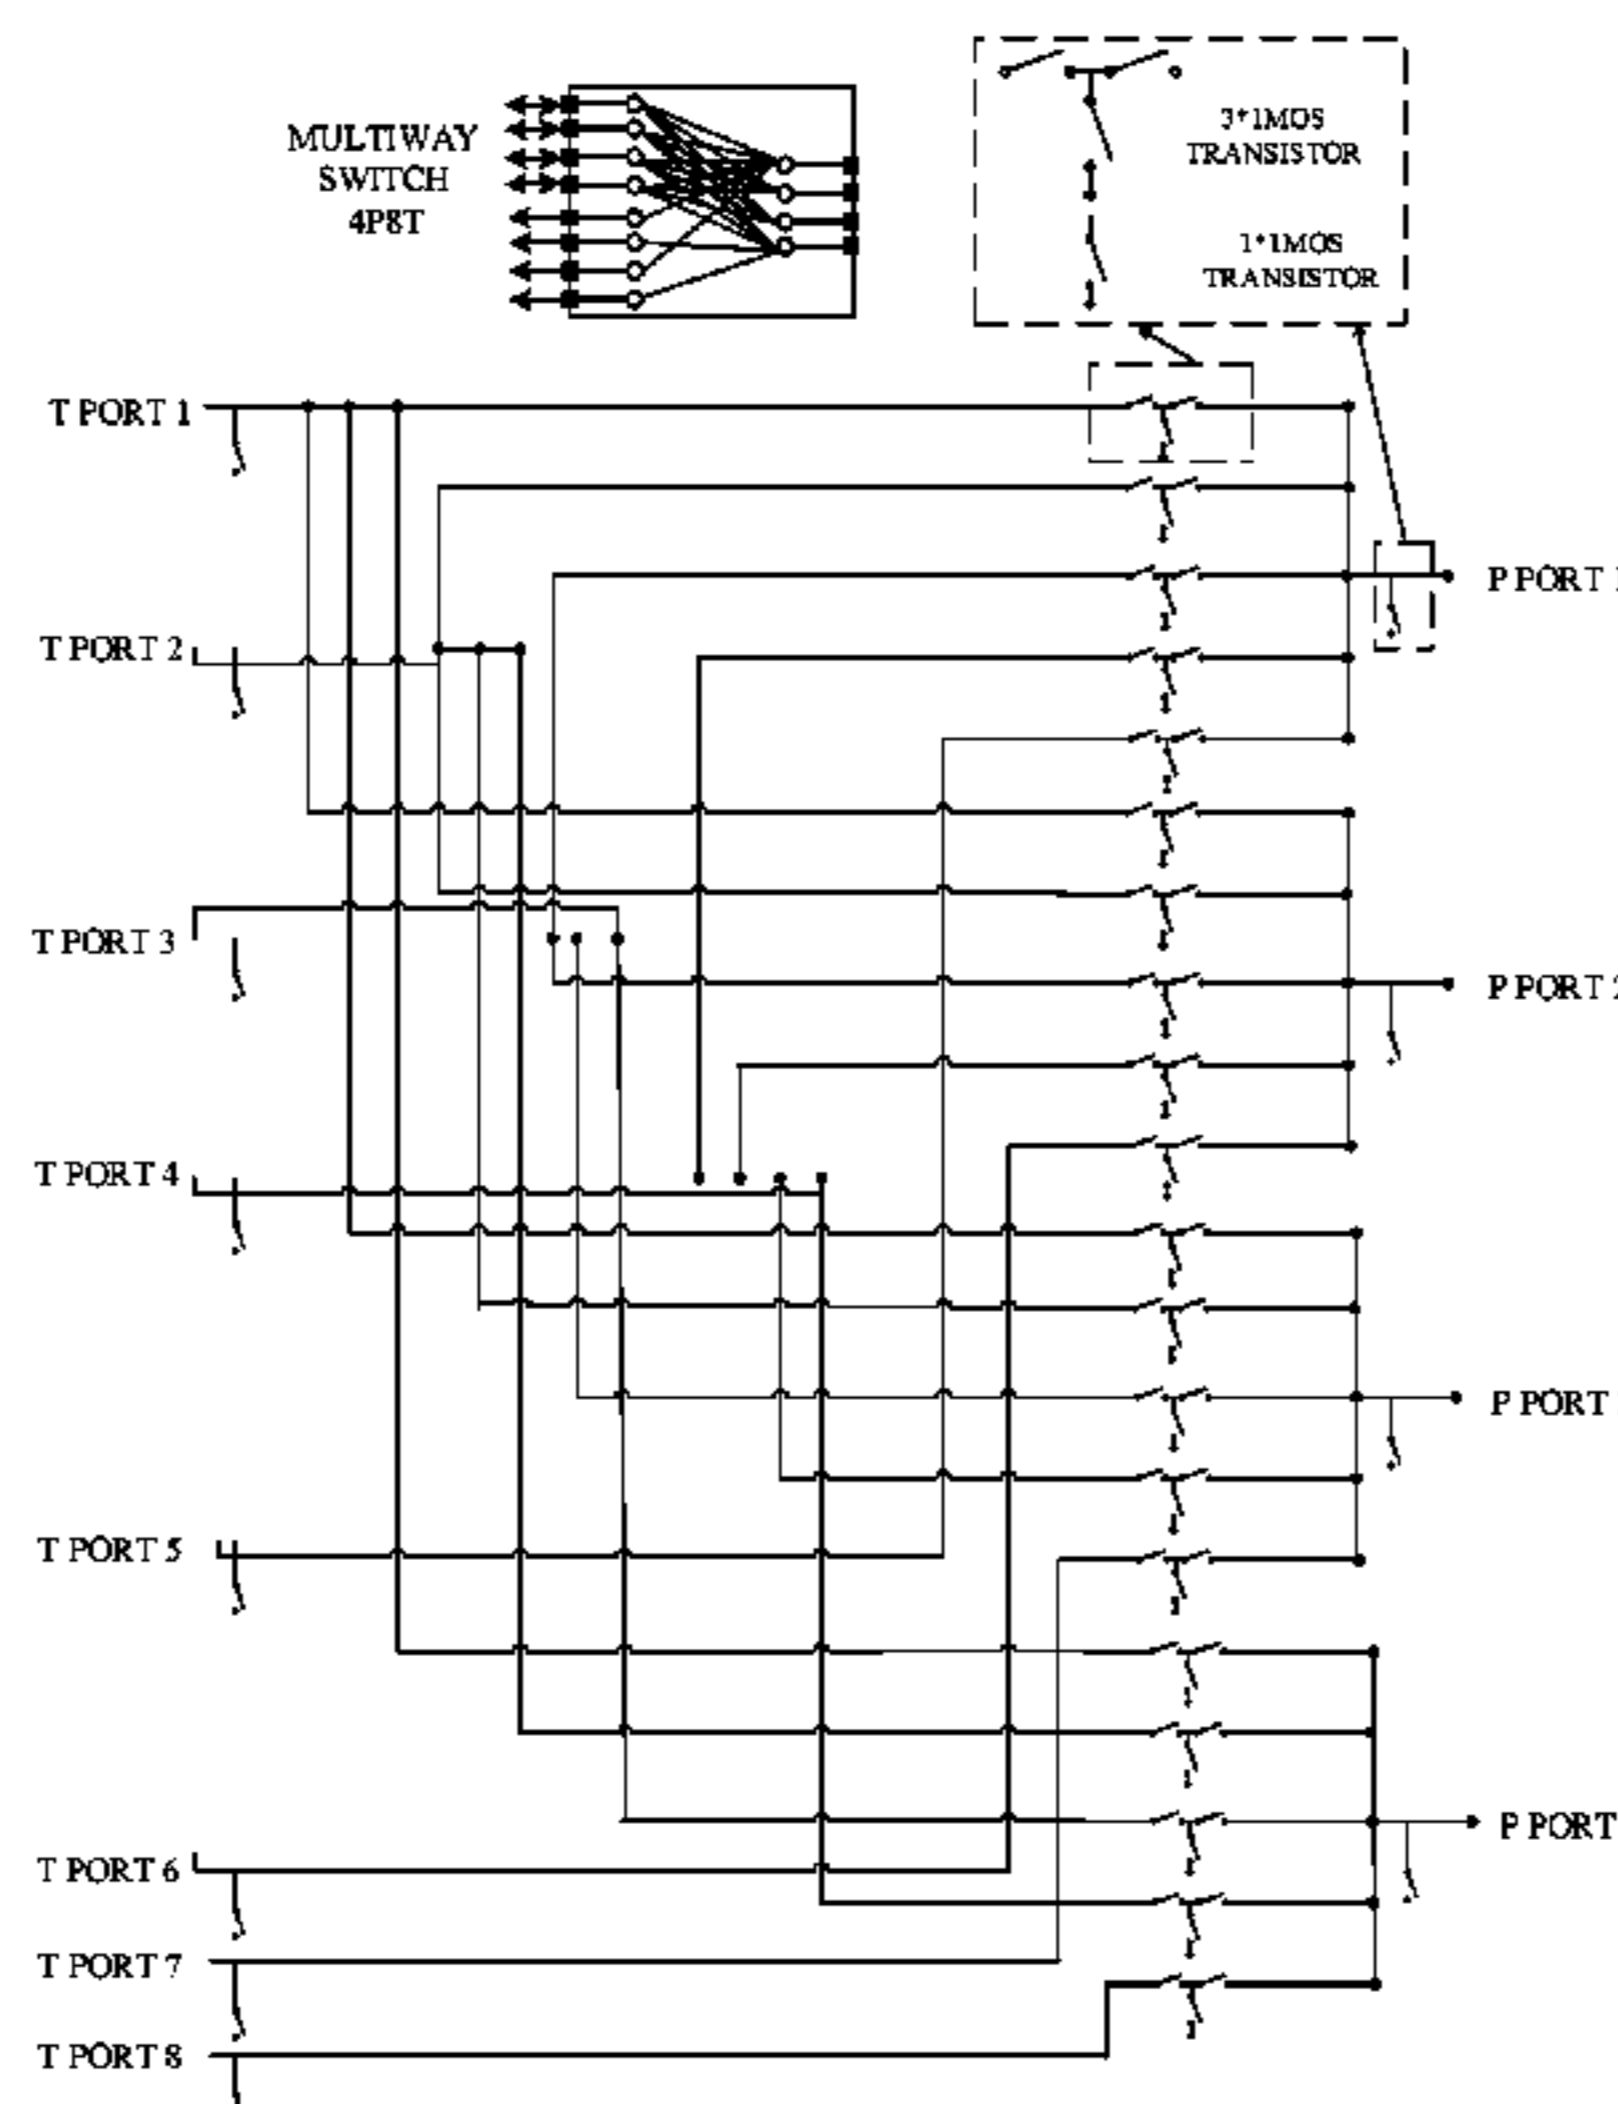 MULTIWAY
SWITCH
4P8T
3*1MOS
TRANSISTOR
1*1MOS
TRANSISTOR
T PORT 1
P PORT
T PORT 2
T PORT 3
P PORT
T PORT 4
P PORT
T PORT 5
P PORT
T PORT 6
T PORT 7
T PORT 8